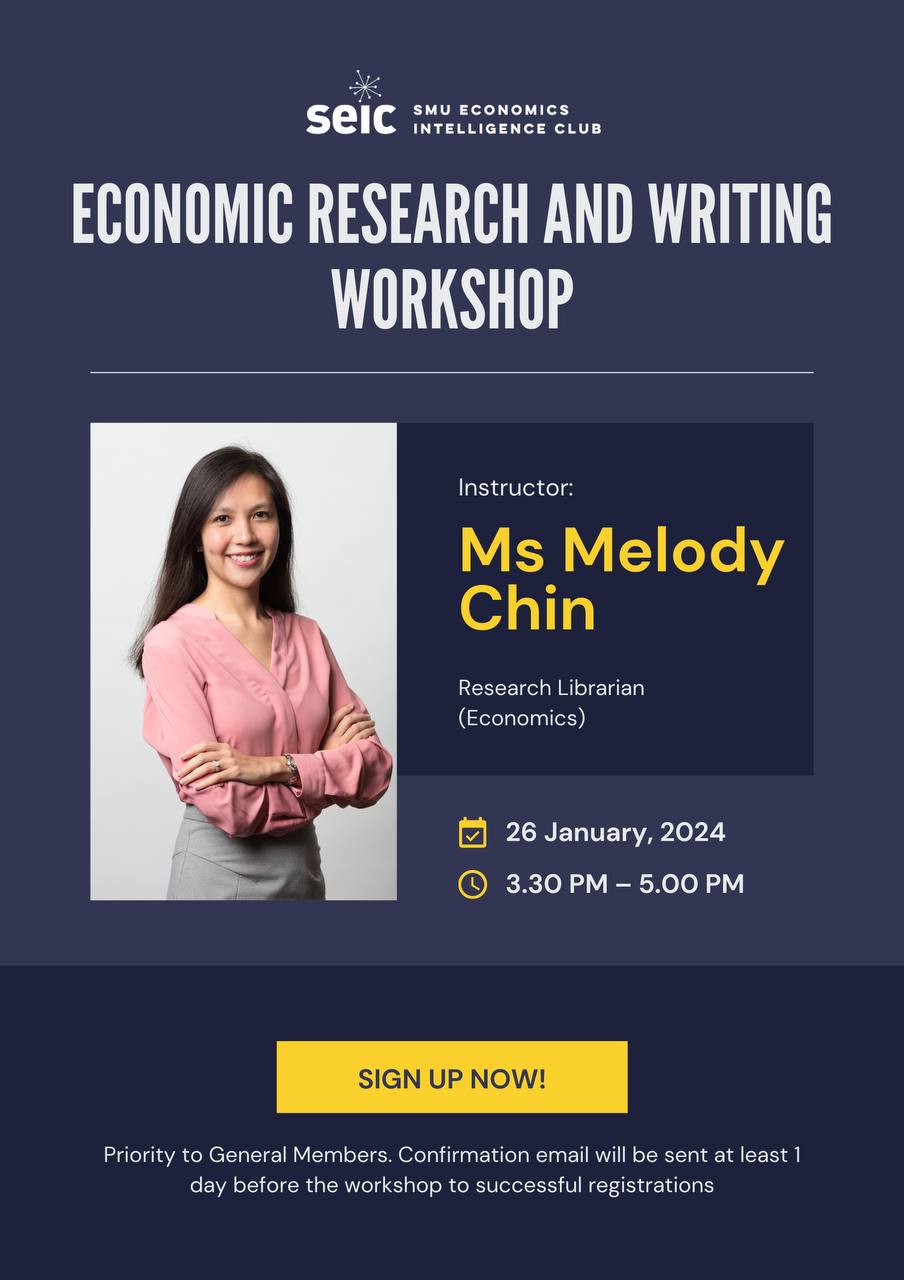 seic
SMU ECONOMICS
INTELLIGENCE CLUB
ECONOMIC RESEARCH AND WRITING
WORKSHOP
Instructor:
Ms Melody
Chin
Research Librarian
(Economics)
26 January, 2024
3.30 PM – 5.00 PM
SIGN UP NOW!
Priority to General Members. Confirmation email will be sent at least 1
day before the workshop to successful registrations